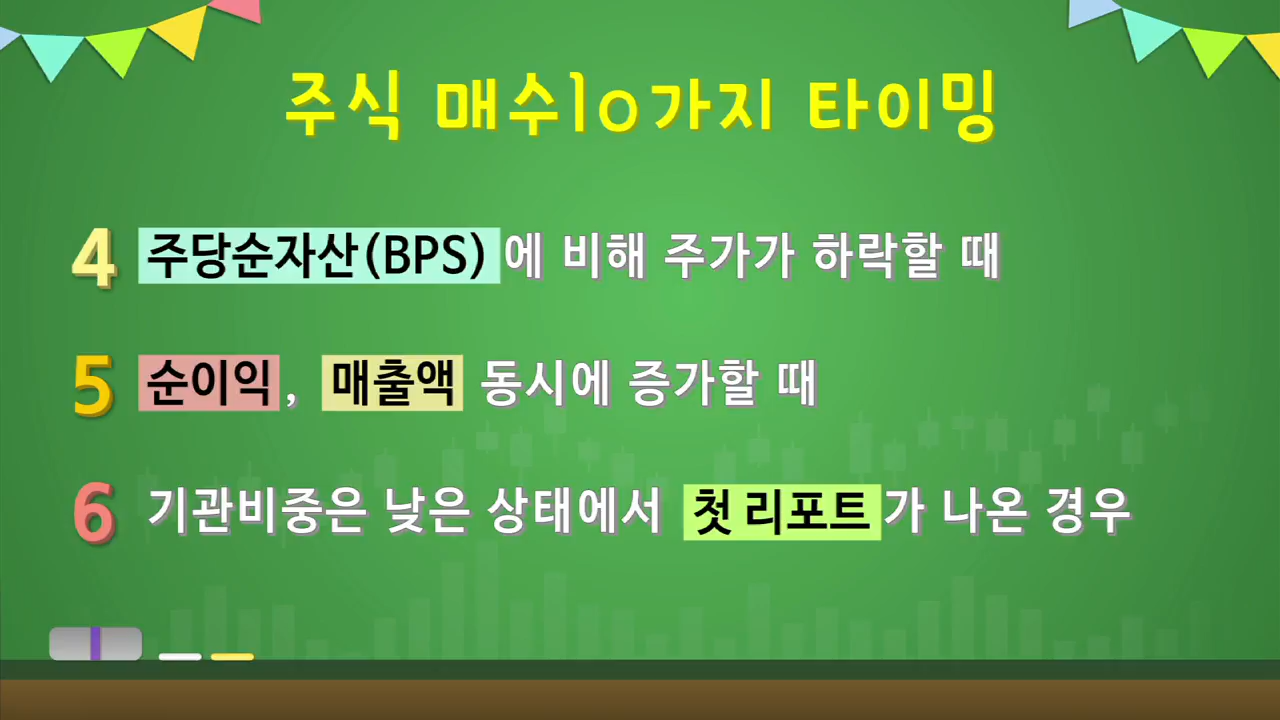 주식 매수10가지 타이밍
4 주당순자산(BPS)에 비해 주가가 하락할 때
5 순이익, 매출액 동시에 증가할 때
6 기관비중은 낮은 상태에서 첫 리포트가 나온 경우